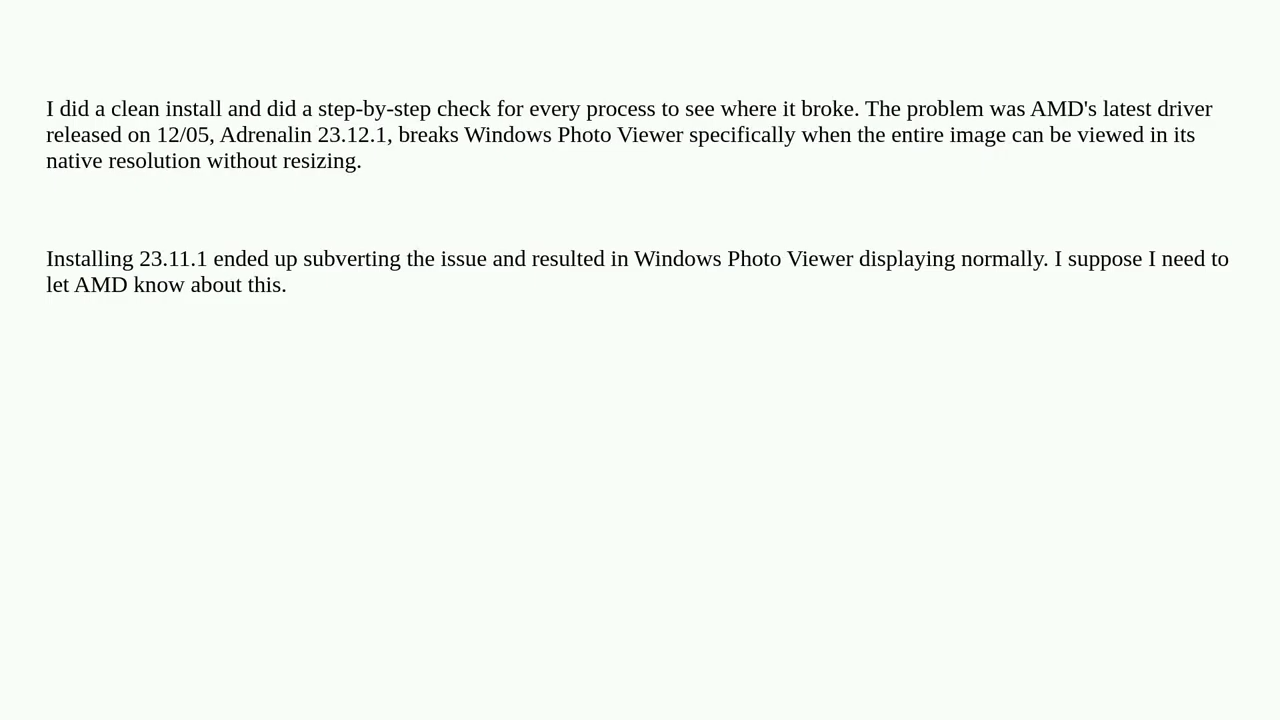 I did a clean install and did a step-by-step check for every process to see where it broke. The problem was AMD's latest driver
released on 12/05, Adrenalin 23.12.1, breaks Windows Photo Viewer specifically when the entire image can be viewed in its
native resolution without resizing.
Installing 23.11.1 ended up subverting the issue and resulted in Windows Photo Viewer displaying normally. I suppose I need to
let AMD know about this.